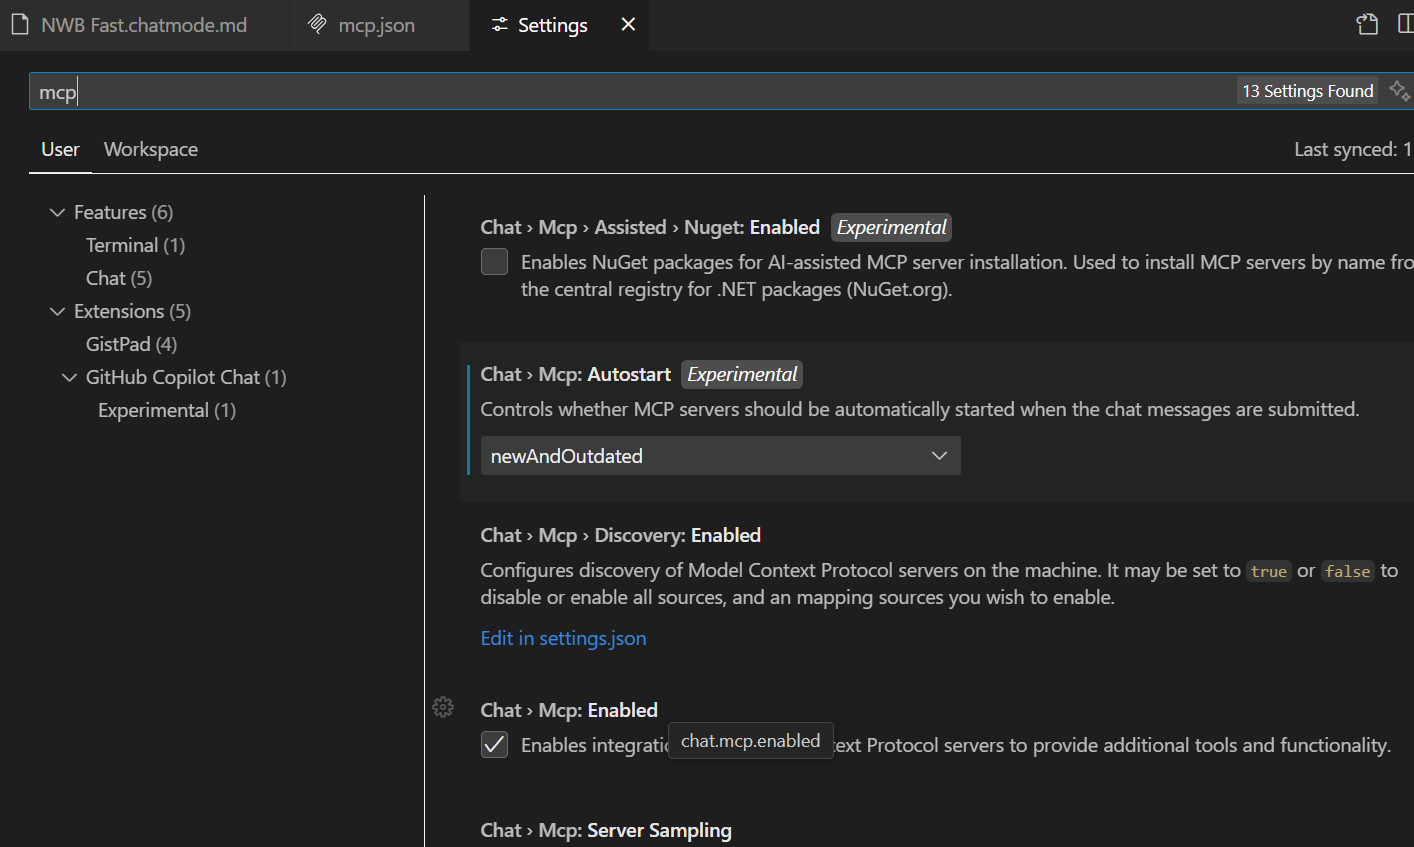 NWB Fast.chatmode.md
mcp.json
Settings
mcp
13 Settings Found
User
Workspace
Last synced: 1
Features (6)
Terminal (1)
Chat (5)
Extensions (5)
GistPad (4)
GitHub Copilot Chat (1)
Experimental (1)
Chat › Mcp › Assisted › Nuget: Enabled Experimental
Enables NuGet packages for AI-assisted MCP server installation. Used to install MCP servers by name fro
the central registry for .NET packages (NuGet.org).
Chat › Mcp: Autostart Experimental
Controls whether MCP servers should be automatically started when the chat messages are submitted.
newAndOutdated
Chat › Mcp › Discovery: Enabled
Configures discovery of Model Context Protocol servers on the machine. It may be set to true or false to
disable or enable all sources, and an mapping sources you wish to enable.
Edit in settings.json
Chat › Mcp: Enabled
Enables integratio
chat.mcp.enabled
ext Protocol servers to provide additional tools and functionality.
Chat › Mcp: Server Sampling